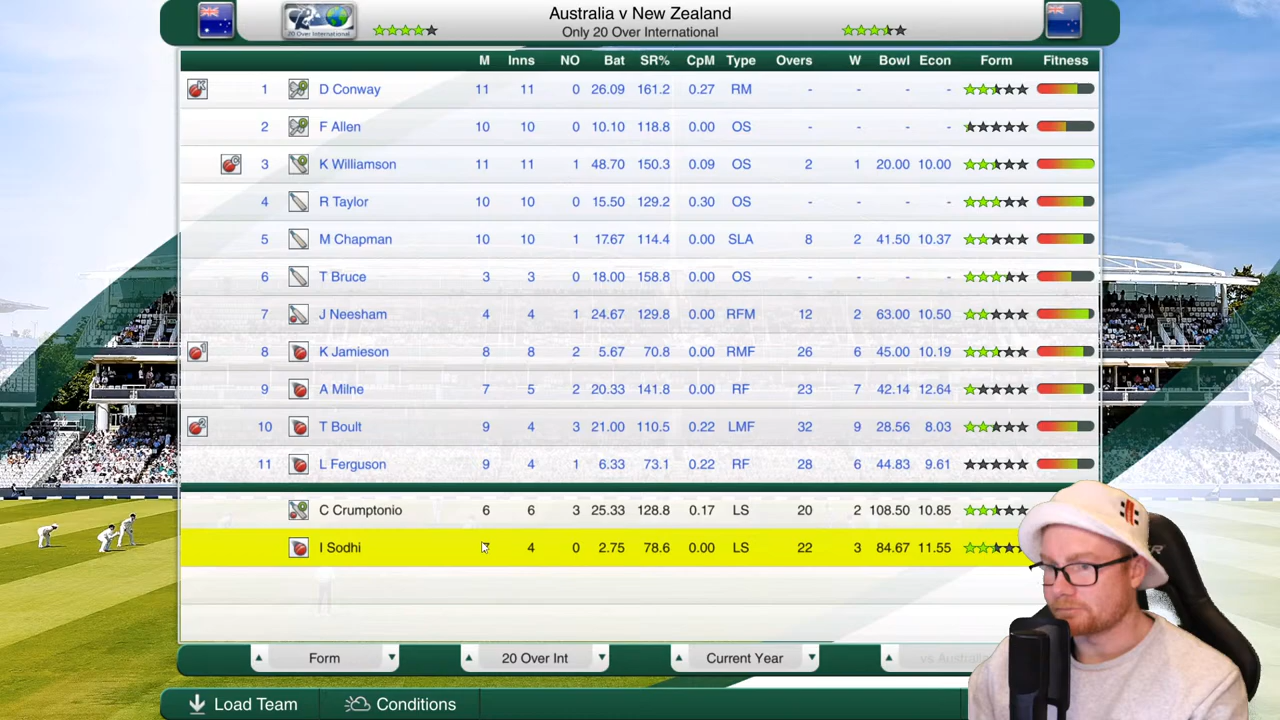 Australia v New Zealand
20 Over International
Only 20 Over International
M Inns NO Bat SR% CpM Type Overs W Bowl Econ Form Fitness
1 D Conway 11 11 0 26.09 161.2 0.27 RM - - - -
2 F Allen 10 10 0 10.10 118.8 0.00 OS - - - -
3 K Williamson 11 11 1 48.70 150.3 0.09 OS 2 1 20.00 10.00
4 R Taylor 10 10 0 15.50 129.2 0.30 OS - - - -
5 M Chapman 10 10 1 17.67 114.4 0.00 SLA 8 2 41.50 10.37
6 T Bruce 3 3 0 18.00 158.8 0.00 OS - - - -
7 J Neesham 4 4 1 24.67 129.8 0.00 RFM 12 2 63.00 10.50
8 K Jamieson 8 8 2 5.67 70.8 0.00 RMF 26 6 45.00 10.19
9 A Milne 7 5 2 20.33 141.8 0.00 RF 23 7 42.14 12.64
10 T Boult 9 4 3 21.00 110.5 0.22 LMF 32 9 28.56 8.03
11 L Ferguson 9 4 1 6.33 73.1 0.22 RF 28 6 44.83 9.61
C Crumptonio 6 6 3 25.33 128.8 0.17 LS 20 2 108.50 10.85
I Sodhi 4 0 2.75 78.6 0.00 LS 22 3 84.67 11.55
Form 20 Over Int Current Year vs Australia
Load Team Conditions